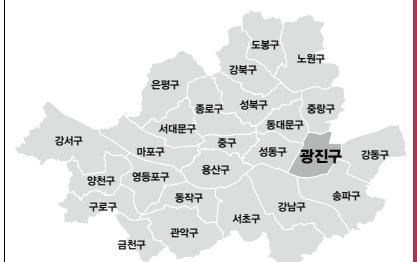 도봉구
노원구
강북구
은평구
성북구
중랑구
종로구
동대문구
서대문구
강서구
중구
마포구
성동구
광진구
강동구
용산구
양천구
영등포구
동작구
송파구
강남구
구로구
서초구
관악구
금천구